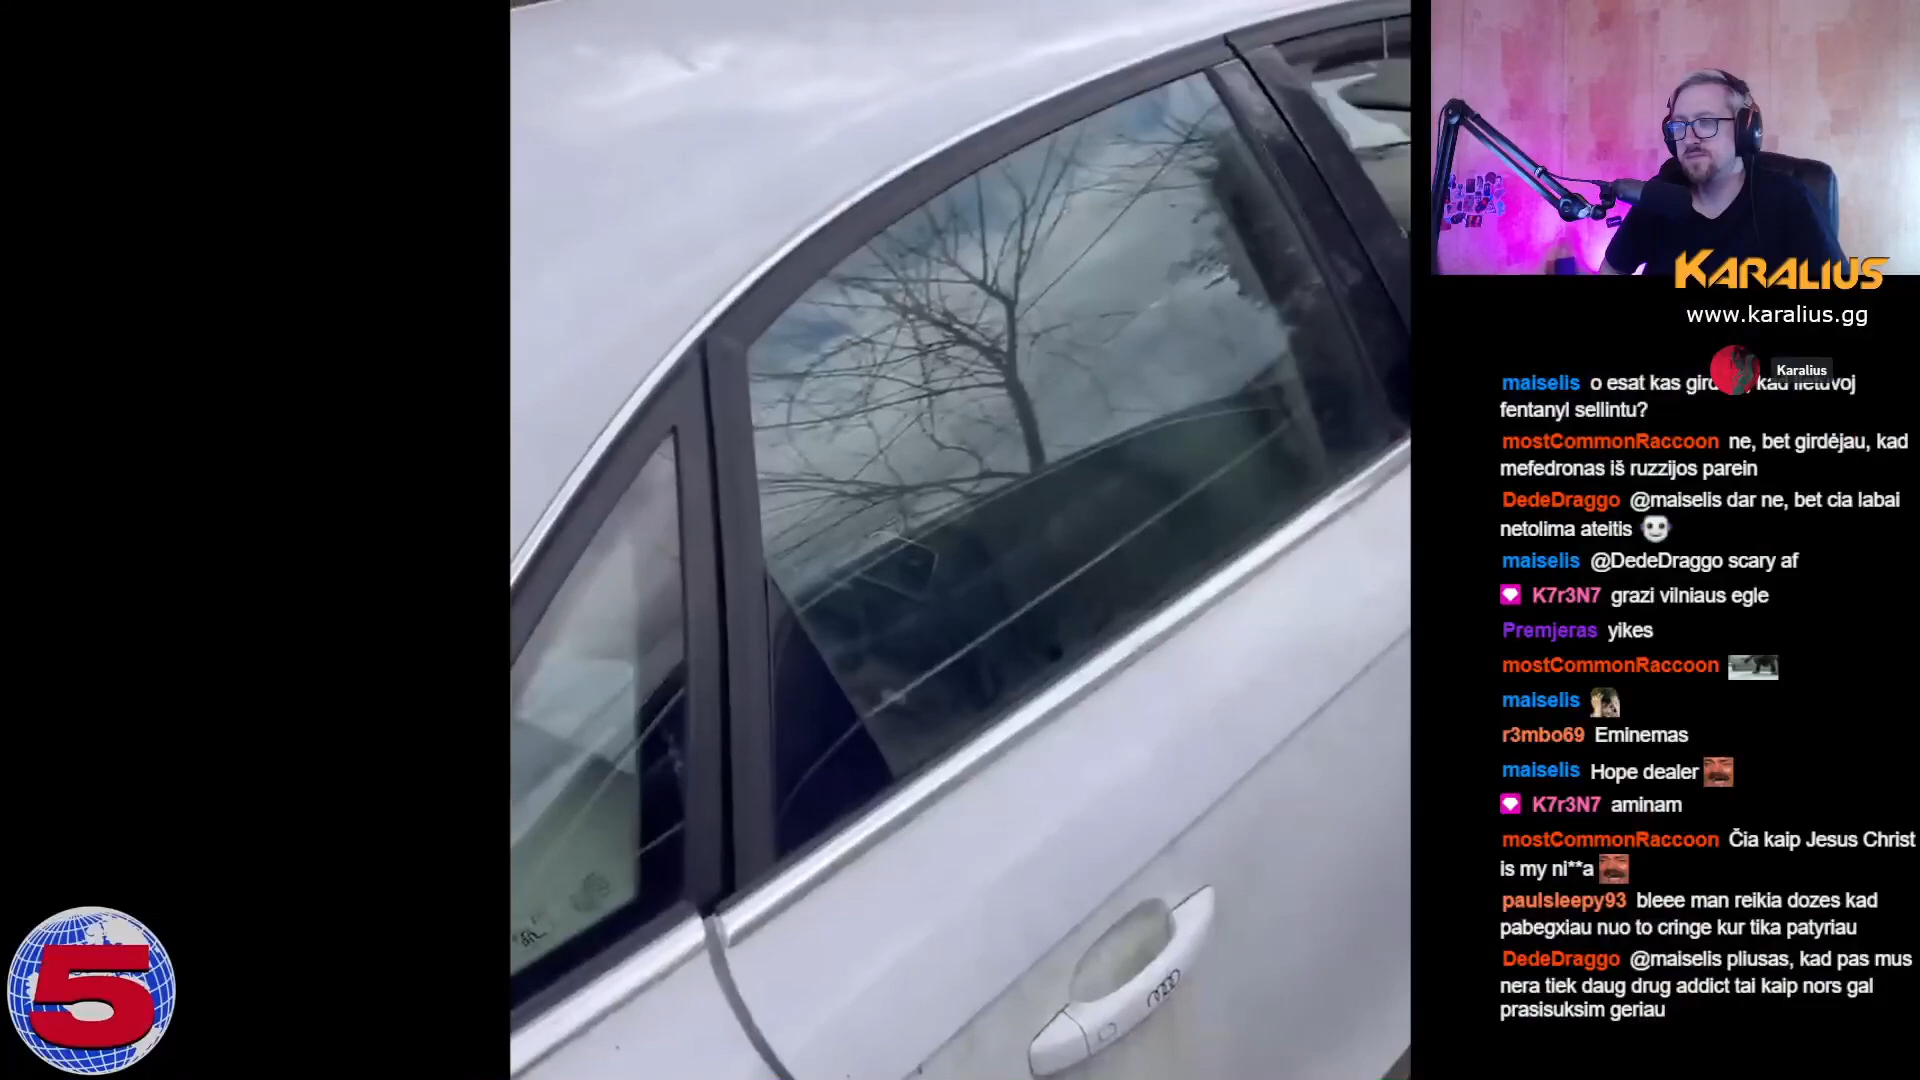 KARALIUS
www.karalius.gg
Karalius
maiselis o esat kas gird kad lietuvoj
fentanyl sellintu?
mostCommonRaccoon ne, bet girdėjau, kad
mefedronas iš ruzzijos parein
DedeDraggo @maiselis dar ne, bet cia labai
netolima ateitis
maiselis @DedeDraggo scary af
K7r3N7 grazi vilniaus egle
Premjeras yikes
mostCommonRaccoon
maiselis
r3mbo69 Eminemas
maiselis Hope dealer
K7r3N7 aminam
mostCommonRaccoon Čia kaip Jesus Christ
is my ni**a
paulsleepy93 bleee man reikia dozes kad
pabegxiau nuo to cringe kur tika patyriau
DedeDraggo @maiselis pliusas, kad pas mus
nera tiek daug drug addict tai kaip nors gal
prasisuksim geriau
5